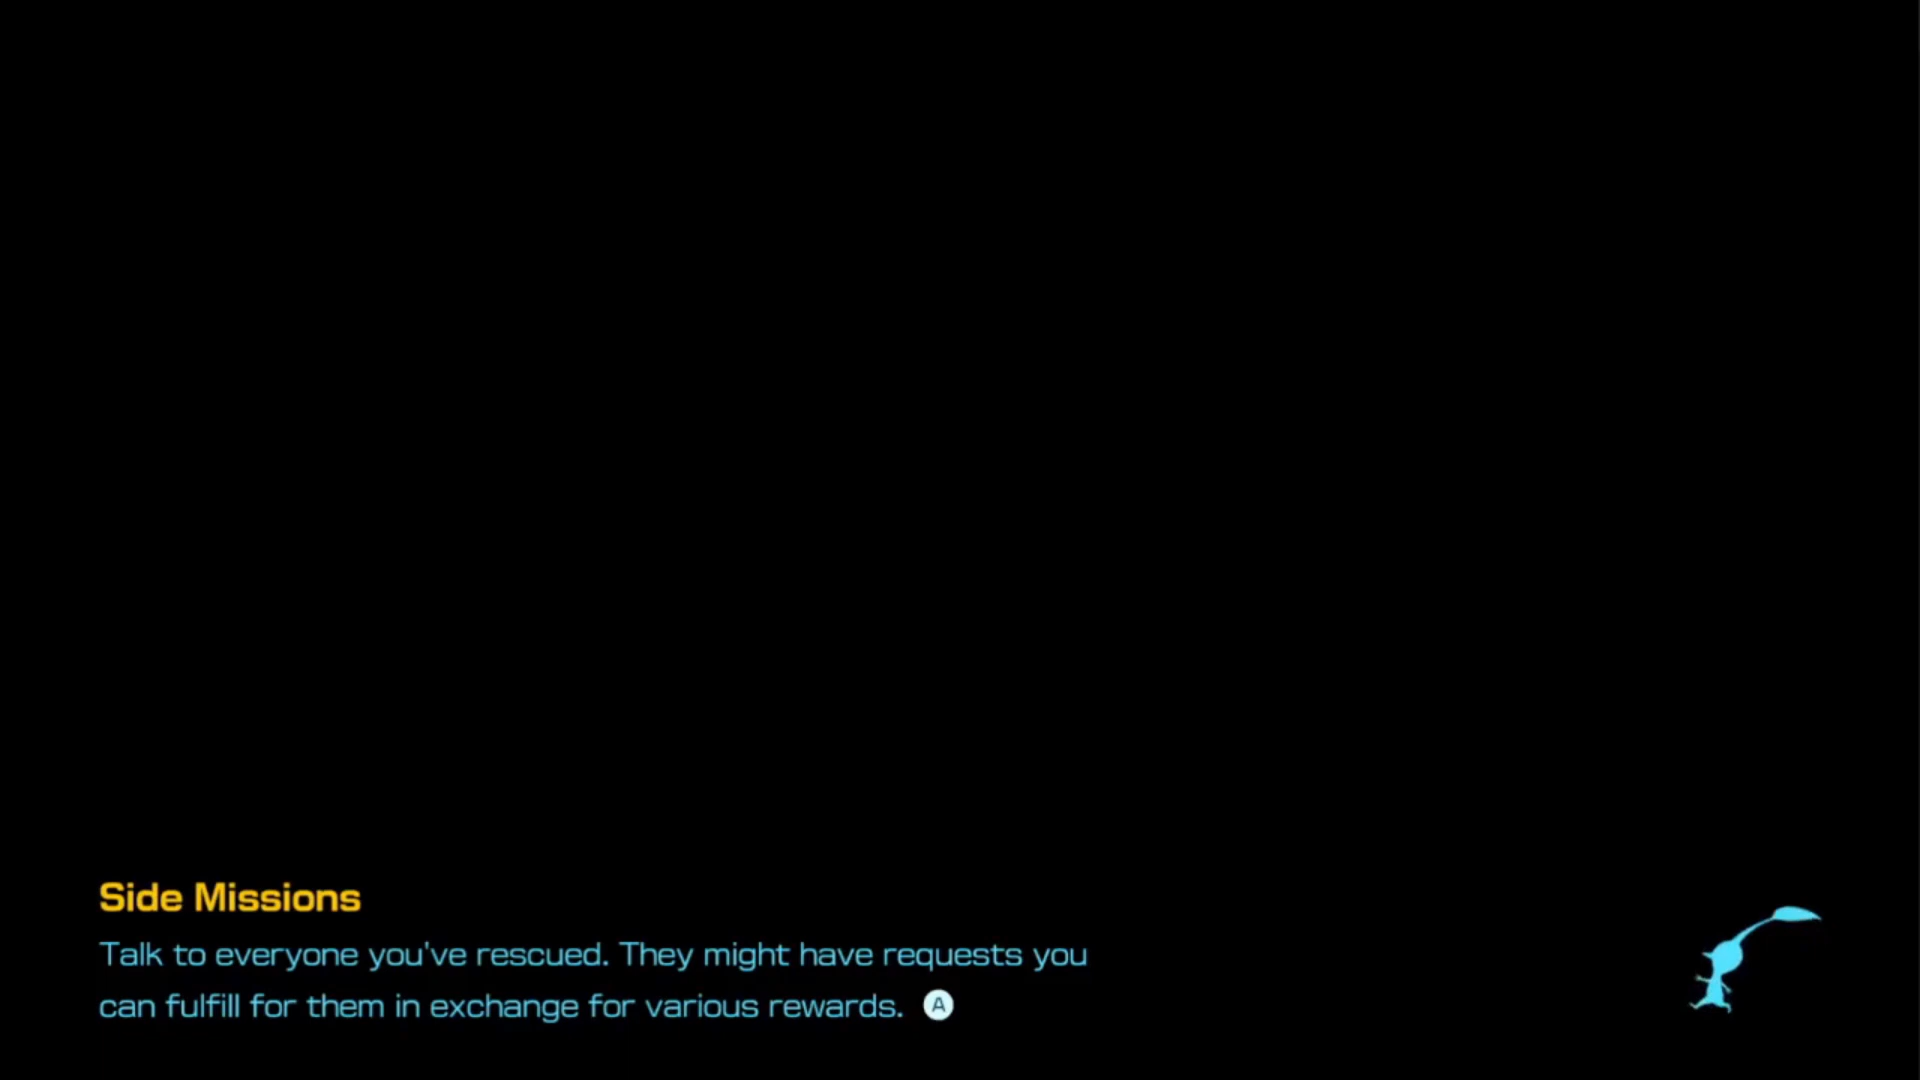 Side Missions
Talk to everyone you've rescued. They might have requests you
can fulfill for them in exchange for various rewards. A